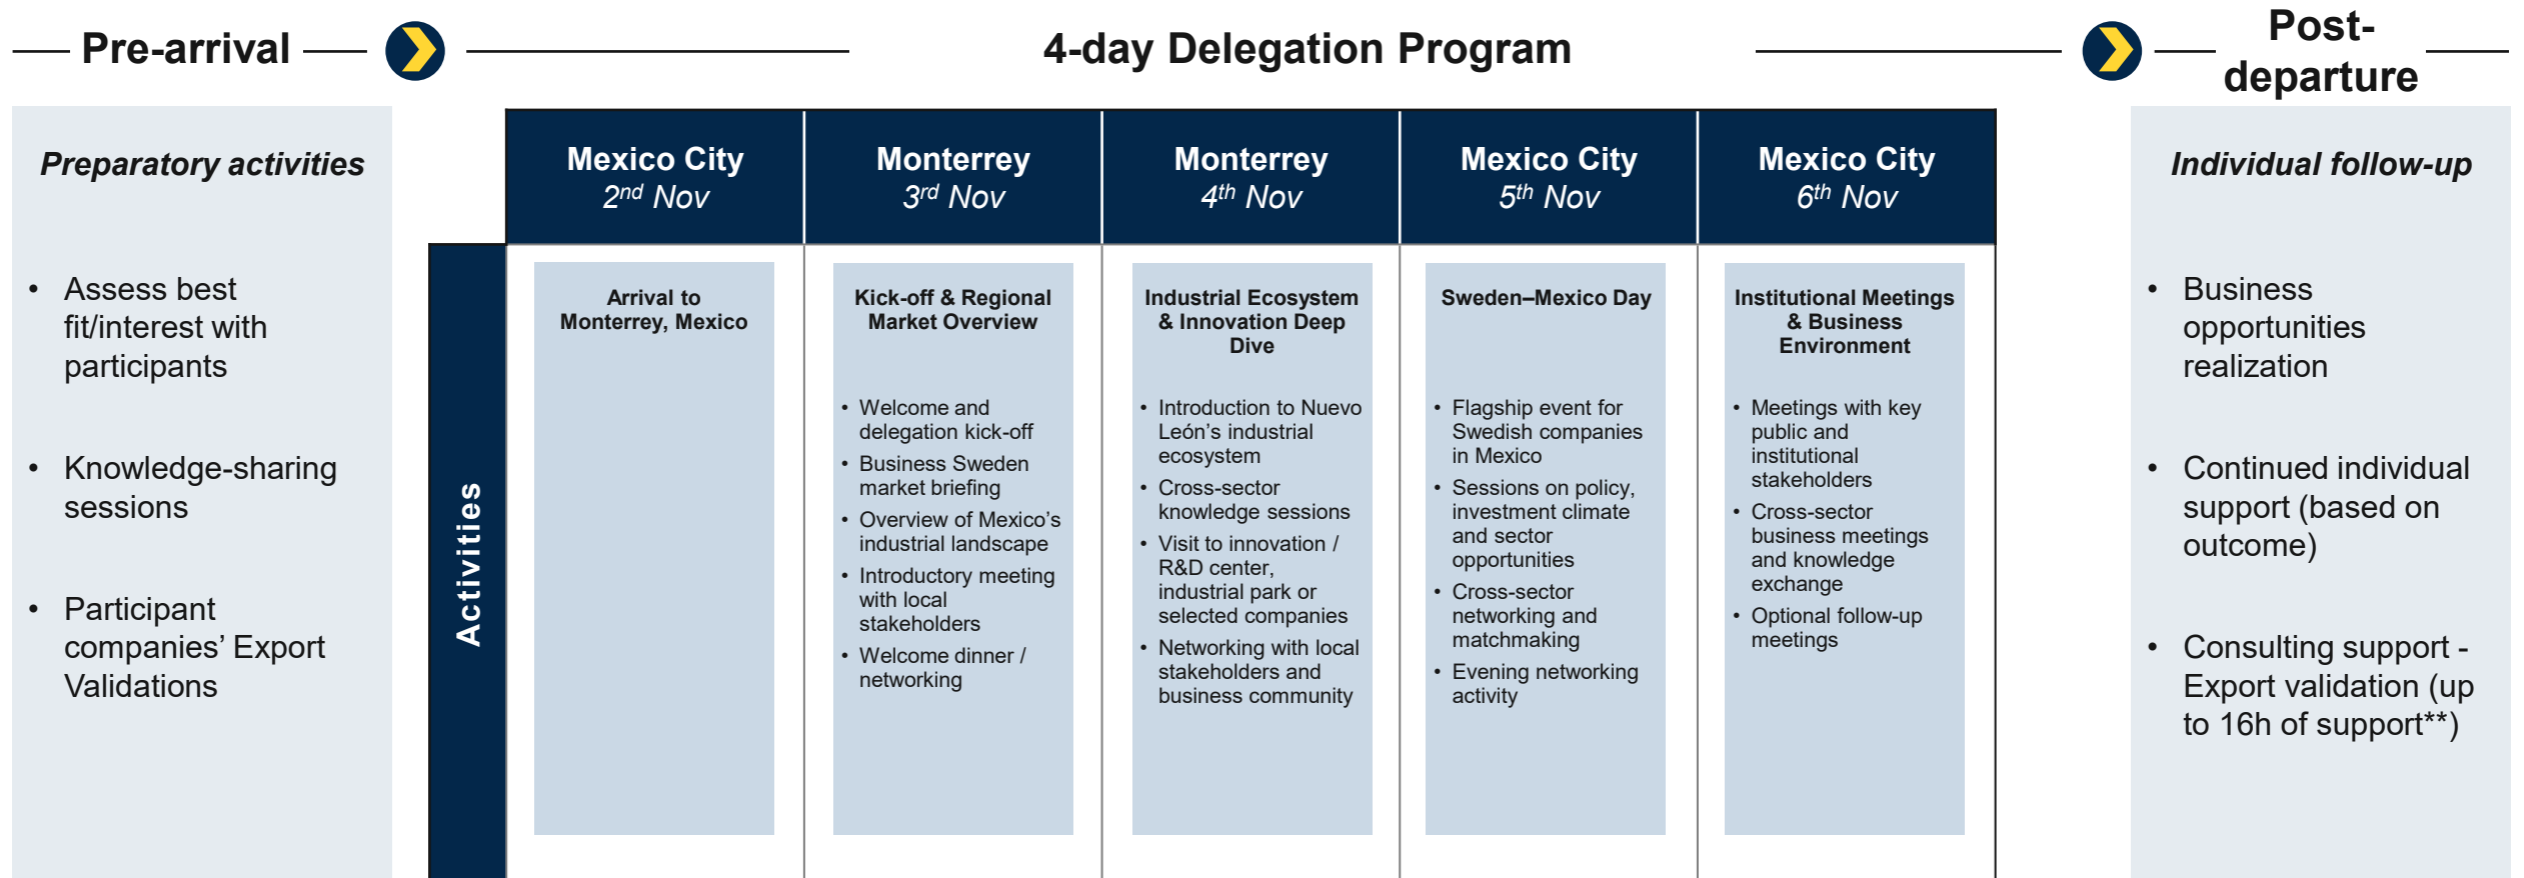 Pre-arrival
4-day Delegation Program
Post-
departure
Preparatory activities
• Assess best
fit/interest with
participants
• Knowledge-sharing
sessions
• Participant
companies’ Export
Validations
Activities
Mexico City
2nd Nov
Arrival to
Monterrey, Mexico
Monterrey
3rd Nov
Kick-off & Regional
Market Overview
• Welcome and
delegation kick-off
• Business Sweden
market briefing
• Overview of Mexico’s
industrial landscape
• Introductory meeting
with local
stakeholders
• Welcome dinner /
networking
Monterrey
4th Nov
Industrial Ecosystem
& Innovation Deep
Dive
• Introduction to Nuevo
León’s industrial
ecosystem
• Cross-sector
knowledge sessions
• Visit to innovation /
R&D center,
industrial park or
selected companies
• Networking with local
stakeholders and
business community
Mexico City
5th Nov
Sweden–Mexico Day
• Flagship event for
Swedish companies
in Mexico
• Sessions on policy,
investment climate
and sector
opportunities
• Cross-sector
networking and
matchmaking
• Evening networking
activity
Mexico City
6th Nov
Institutional Meetings
& Business
Environment
• Meetings with key
public and
institutional
stakeholders
• Cross-sector
business meetings
and knowledge
exchange
• Optional follow-up
meetings
Individual follow-up
• Business
opportunities
realization
• Continued individual
support (based on
outcome)
• Consulting support -
Export validation (up
to 16h of support**)